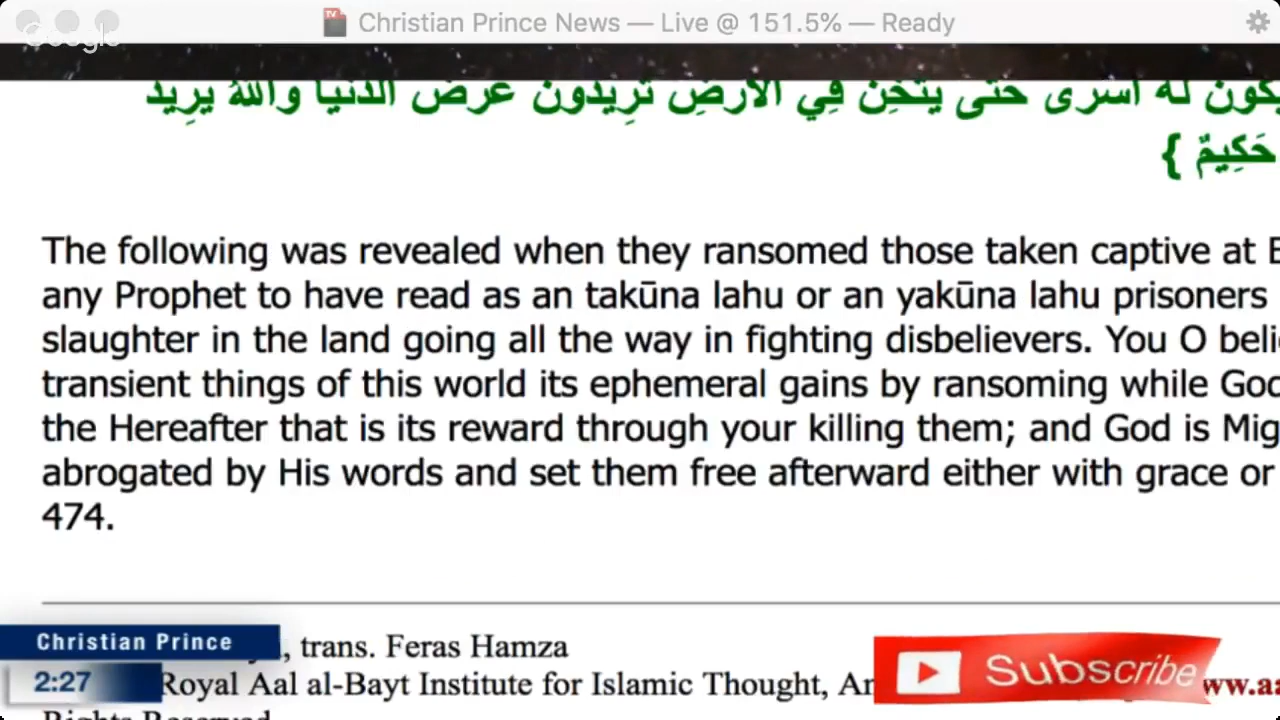 Christian Prince News — Live @ 151.5% — Ready
Google
يكون له أسرى حتى يثخن في الأرض تريدون عرض الدنيا والله يريد
حَكِيمٌ }
The following was revealed when they ransomed those taken captive at
any Prophet to have read as an takūna lahu or an yakūna lahu prisoners
slaughter in the land going all the way in fighting disbelievers. You O
transient things of this world its ephemeral gains by ransoming while
the Hereafter that is its reward through your killing them; and God is
abrogated by His words and set them free afterward either with grace or
474.
Christian Prince
, trans. Feras Hamza
2:27
Royal Aal al-Bayt Institute for Islamic Thought,
Subscribe
Rights Reserved